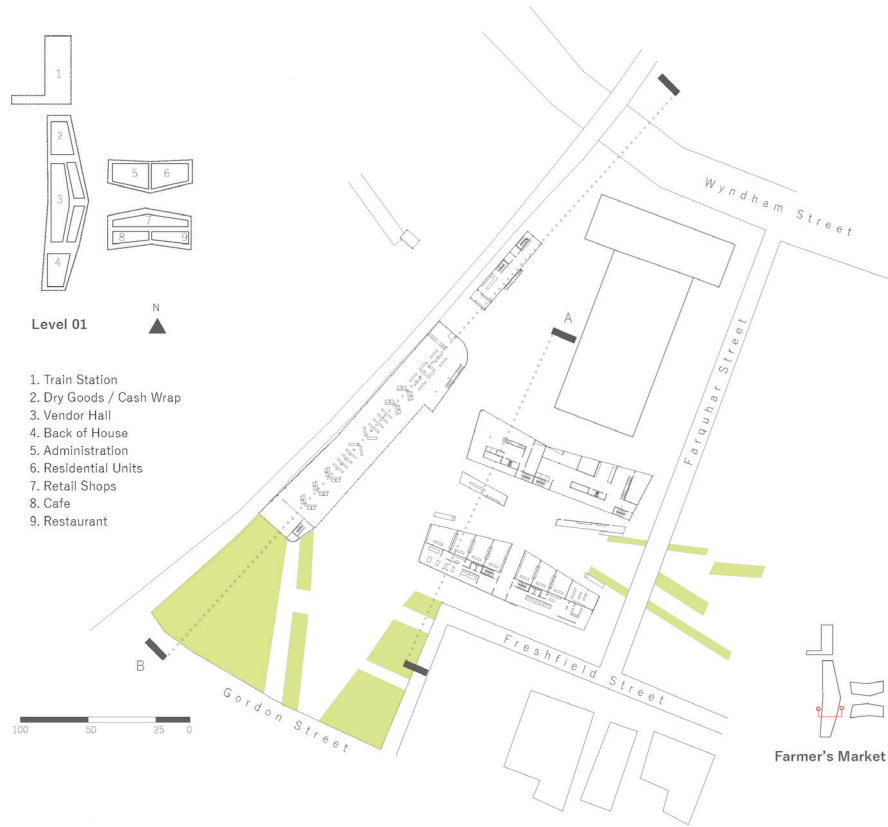 1
2
3
4
5
6
7
8
9
Level 01
N
1. Train Station
2. Dry Goods / Cash Wrap
3. Vendor Hall
4. Back of House
5. Administration
6. Residential Units
7. Retail Shops
8. Cafe
9. Restaurant
Wyndham Street
A
Farquhar Street
Freshfield Street
B
Gordon Street
100 50 25 0
Farmer's Market